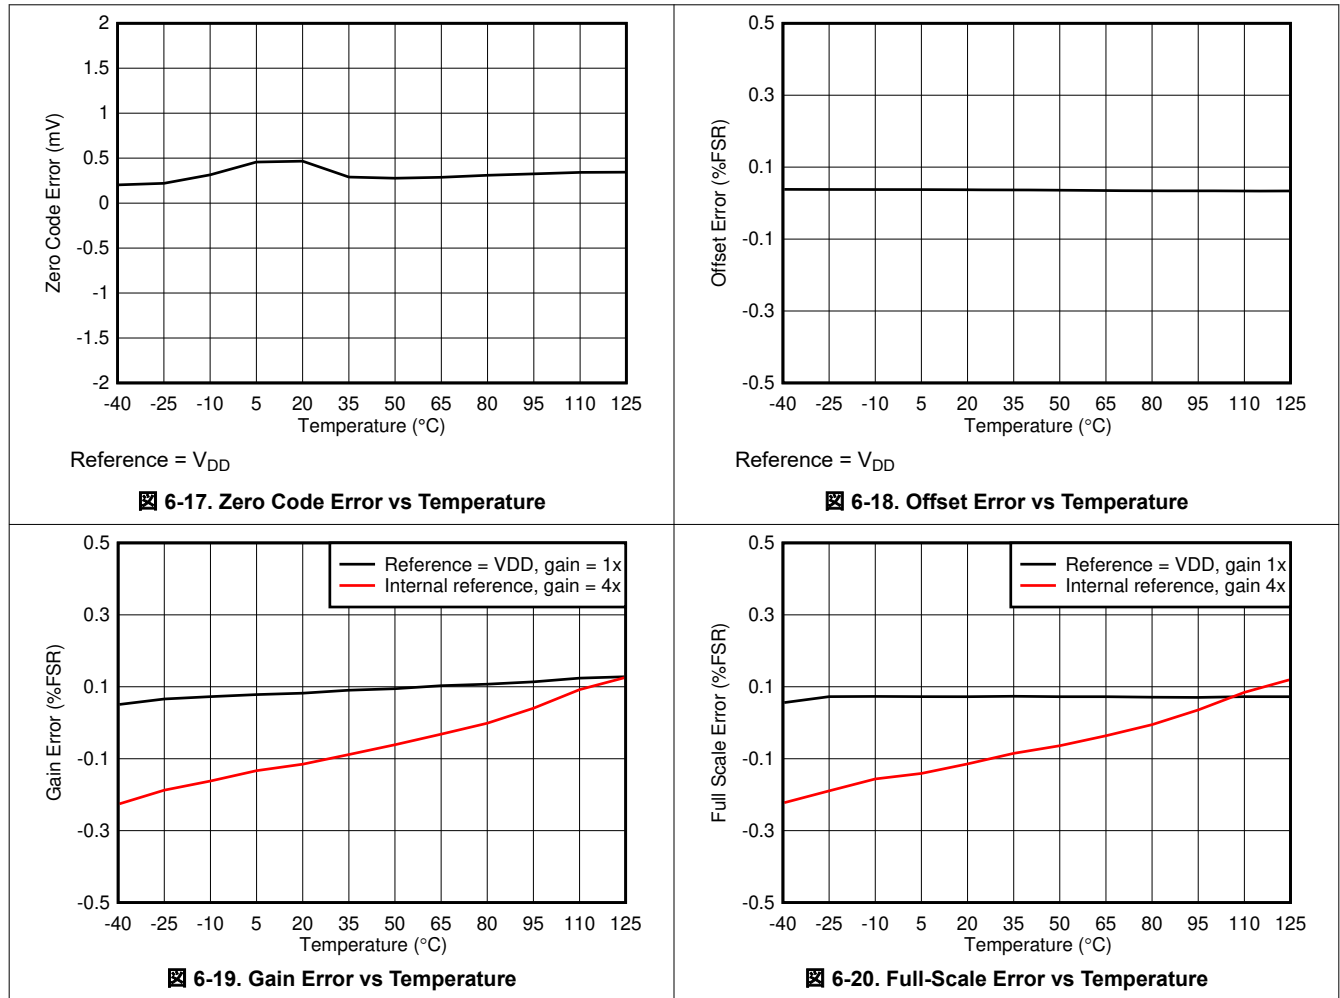 2
1.5
1
0.5
0
-0.5
-1
-1.5
-2
Zero Code Error (mV)
-40 -25 -10 5 20 35 50 65 80 95 110 125
Temperature (°C)
Reference = VDD
図 6-17. Zero Code Error vs Temperature
0.5
0.3
0.1
-0.1
-0.3
-0.5
Offset Error (%FSR)
-40 -25 -10 5 20 35 50 65 80 95 110 125
Temperature (°C)
Reference = VDD
図 6-18. Offset Error vs Temperature
0.5
0.3
0.1
-0.1
-0.3
-0.5
Gain Error (%FSR)
Reference = VDD, gain = 1x
Internal reference, gain = 4x
-40 -25 -10 5 20 35 50 65 80 95 110 125
Temperature (°C)
図 6-19. Gain Error vs Temperature
0.5
0.3
0.1
-0.1
-0.3
-0.5
Full Scale Error (%FSR)
Reference = VDD, gain 1x
Internal reference, gain 4x
-40 -25 -10 5 20 35 50 65 80 95 110 125
Temperature (°C)
図 6-20. Full-Scale Error vs Temperature